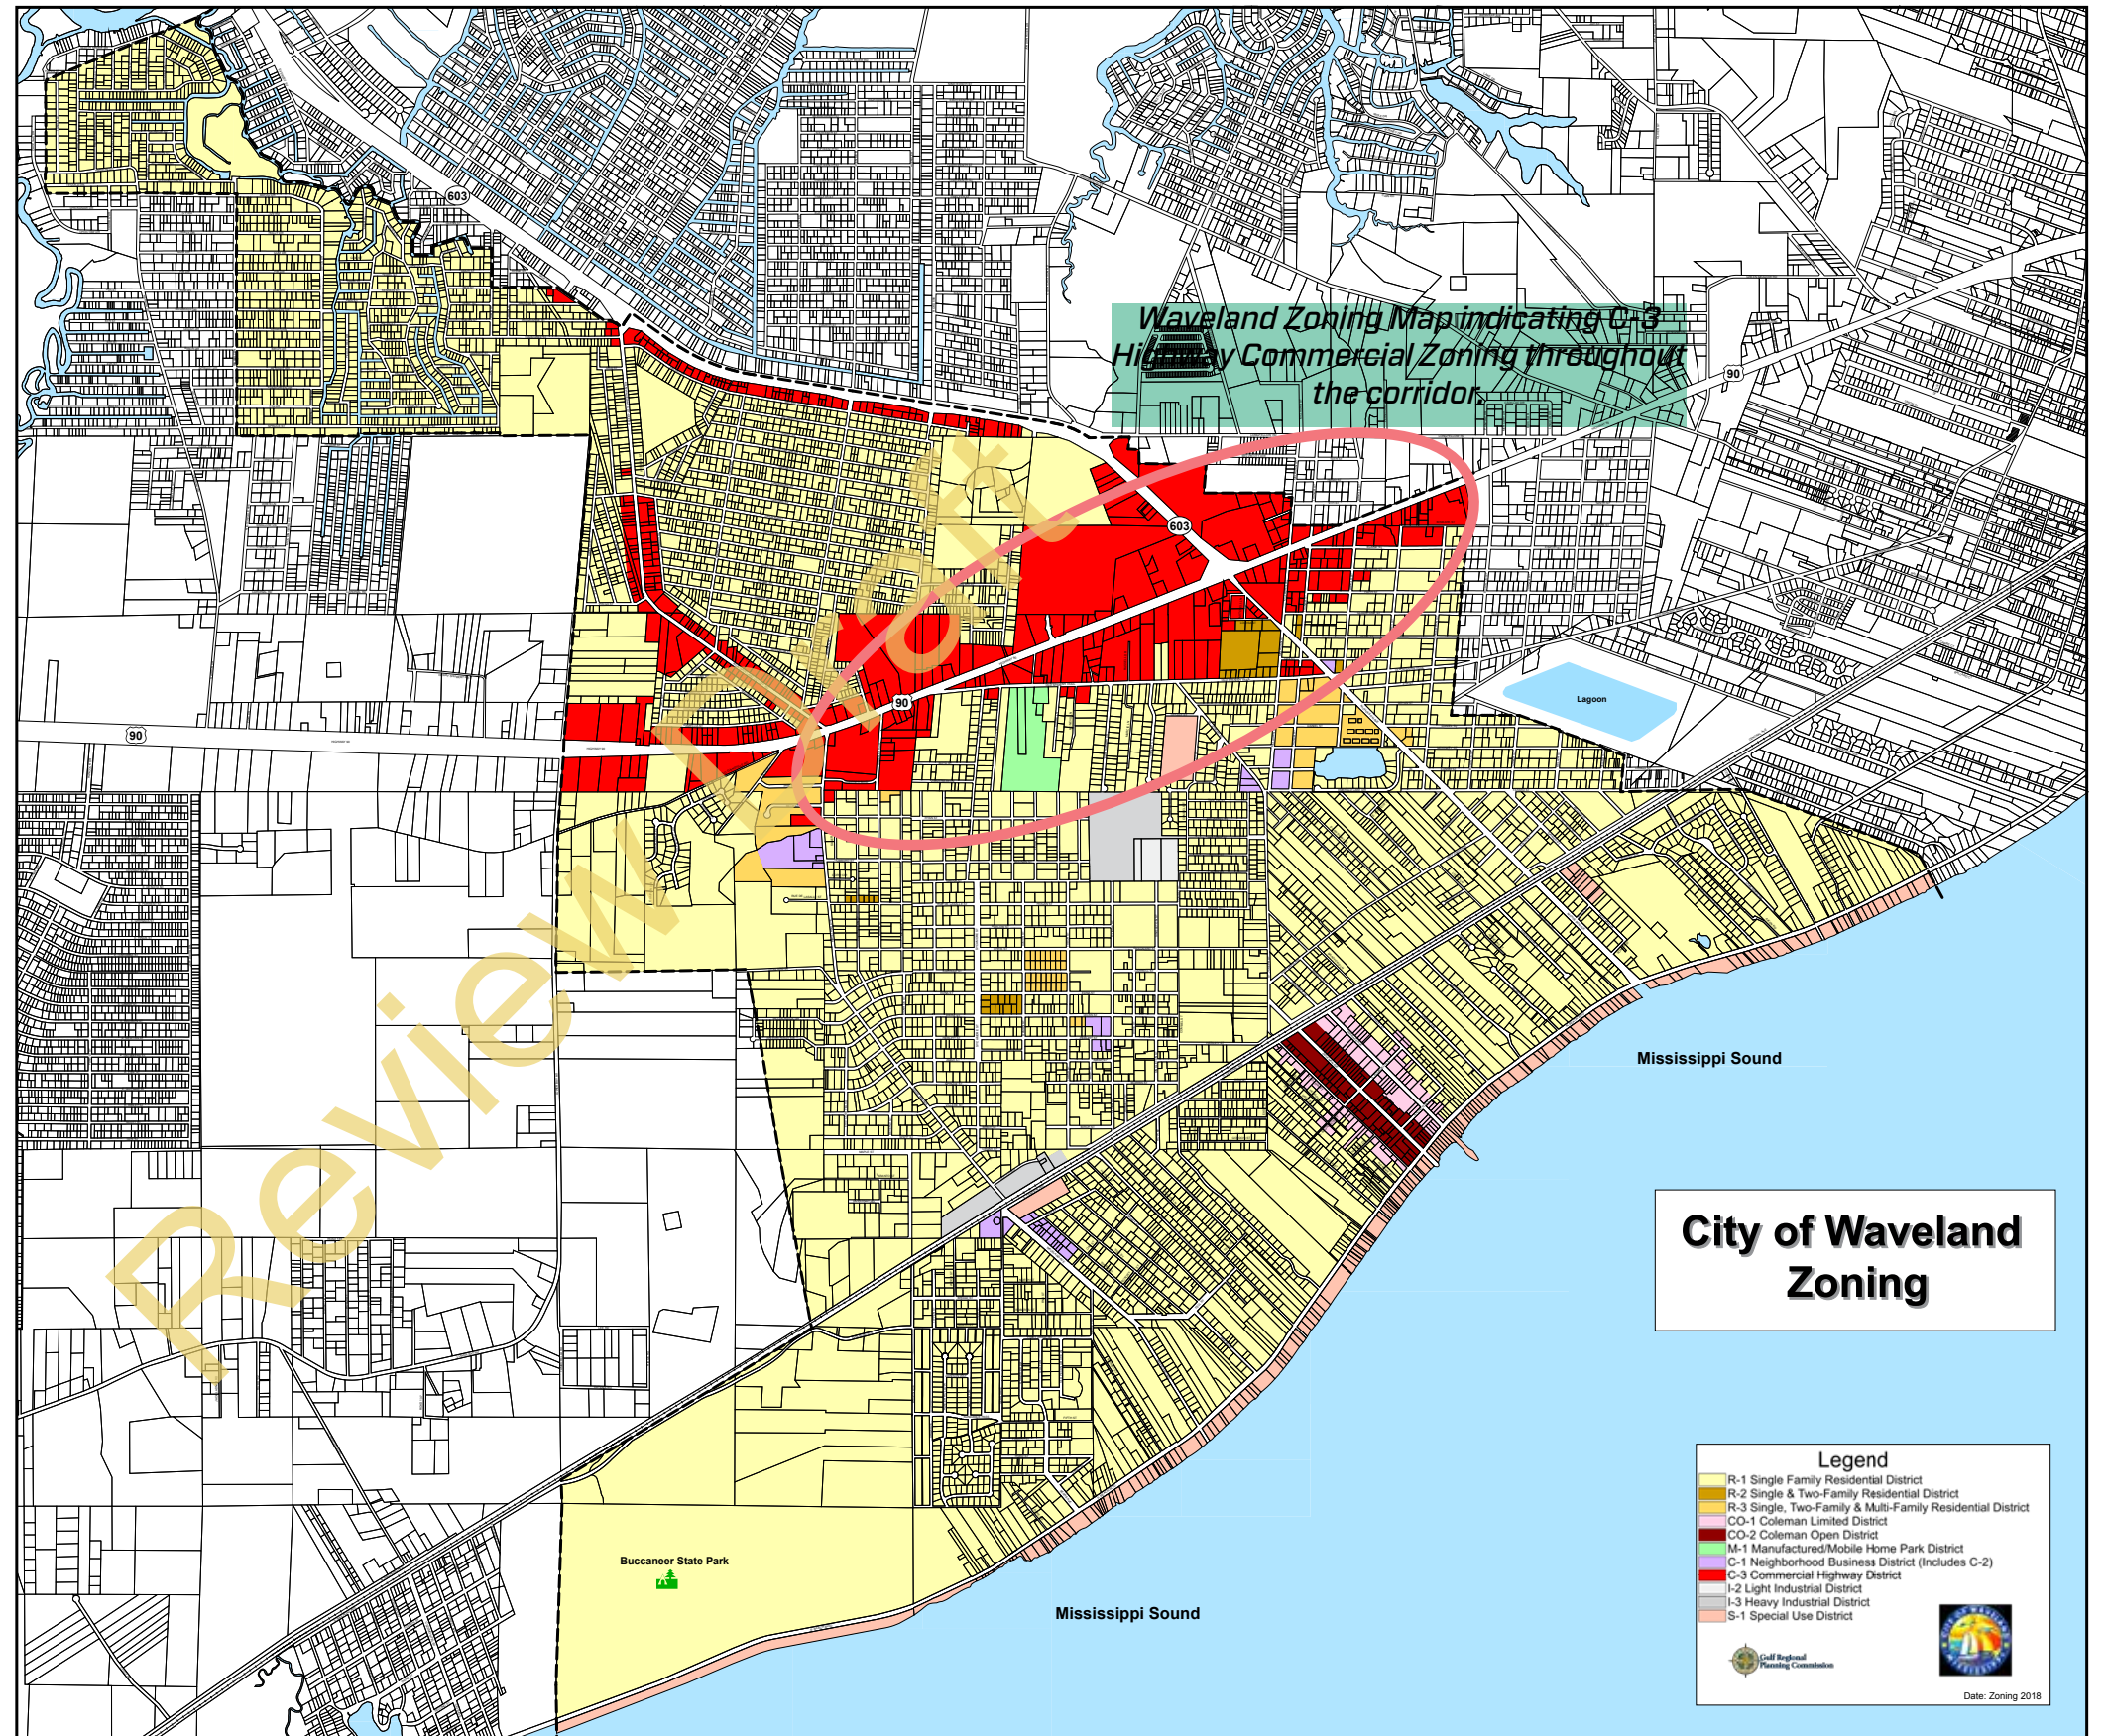 603
Waveland Zoning Map indicating C-3
Highway Commercial Zoning throughout
the corridor.
90
603
Lagoon
90
90
Review Draft
Mississippi Sound
City of Waveland
Zoning
Buccaneer State Park
Mississippi Sound
Legend
R-1 Single Family Residential District
R-2 Single & Two-Family Residential District
R-3 Single, Two-Family & Multi-Family Residential District
CO-1 Coleman Limited District
CO-2 Coleman Open District
M-1 Manufactured/Mobile Home Park District
C-1 Neighborhood Business District (Includes C-2)
C-3 Commercial Highway District
I-2 Light Industrial District
I-3 Heavy Industrial District
S-1 Special Use District
Gulf Regional
Planning Commission
CITY OF WAVELAND
MISSISSIPPI
Date: Zoning 2018